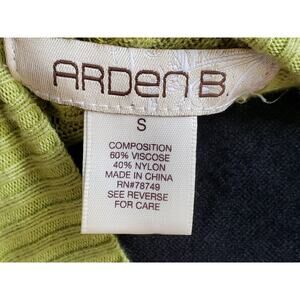 ARDEN B.
S
COMPOSITION
60% VISCOSE
40% NYLON
MADE IN CHINA
RN#78749
SEE REVERSE
FOR CARE